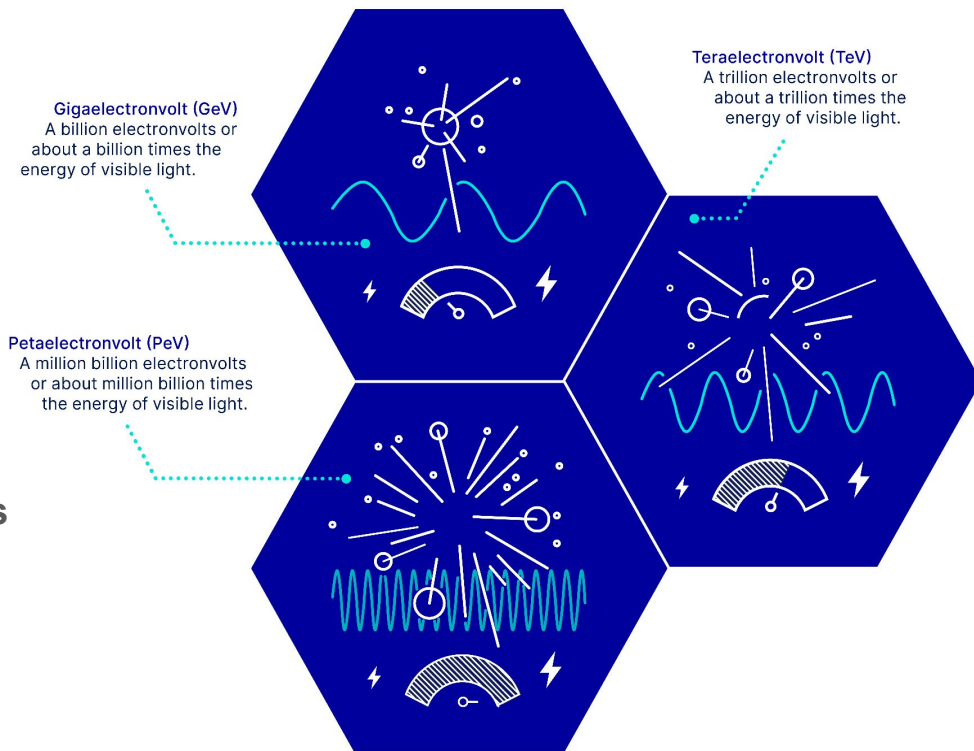 Gigaelectronvolt (GeV)
A billion electronvolts or
about a billion times the
energy of visible light.
Teraelectronvolt (TeV)
A trillion electronvolts or
about a trillion times the
energy of visible light.
Petaelectronvolt (PeV)
A million billion electronvolts
or about million billion times
the energy of visible light.
s